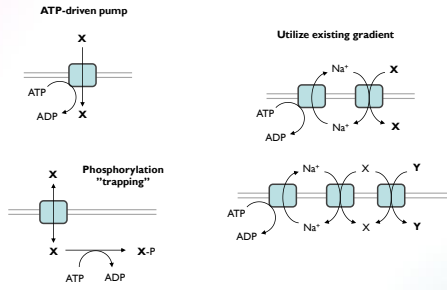 ATP-driven pump
X
ATP
ADP
X
Utilize existing gradient
Na+
X
ATP
ADP
Na+
X
Phosphorylation
"trapping"
X
X
X-P
ATP
ADP
Na+
X
Y
ATP
ADP
Na+
X
Y